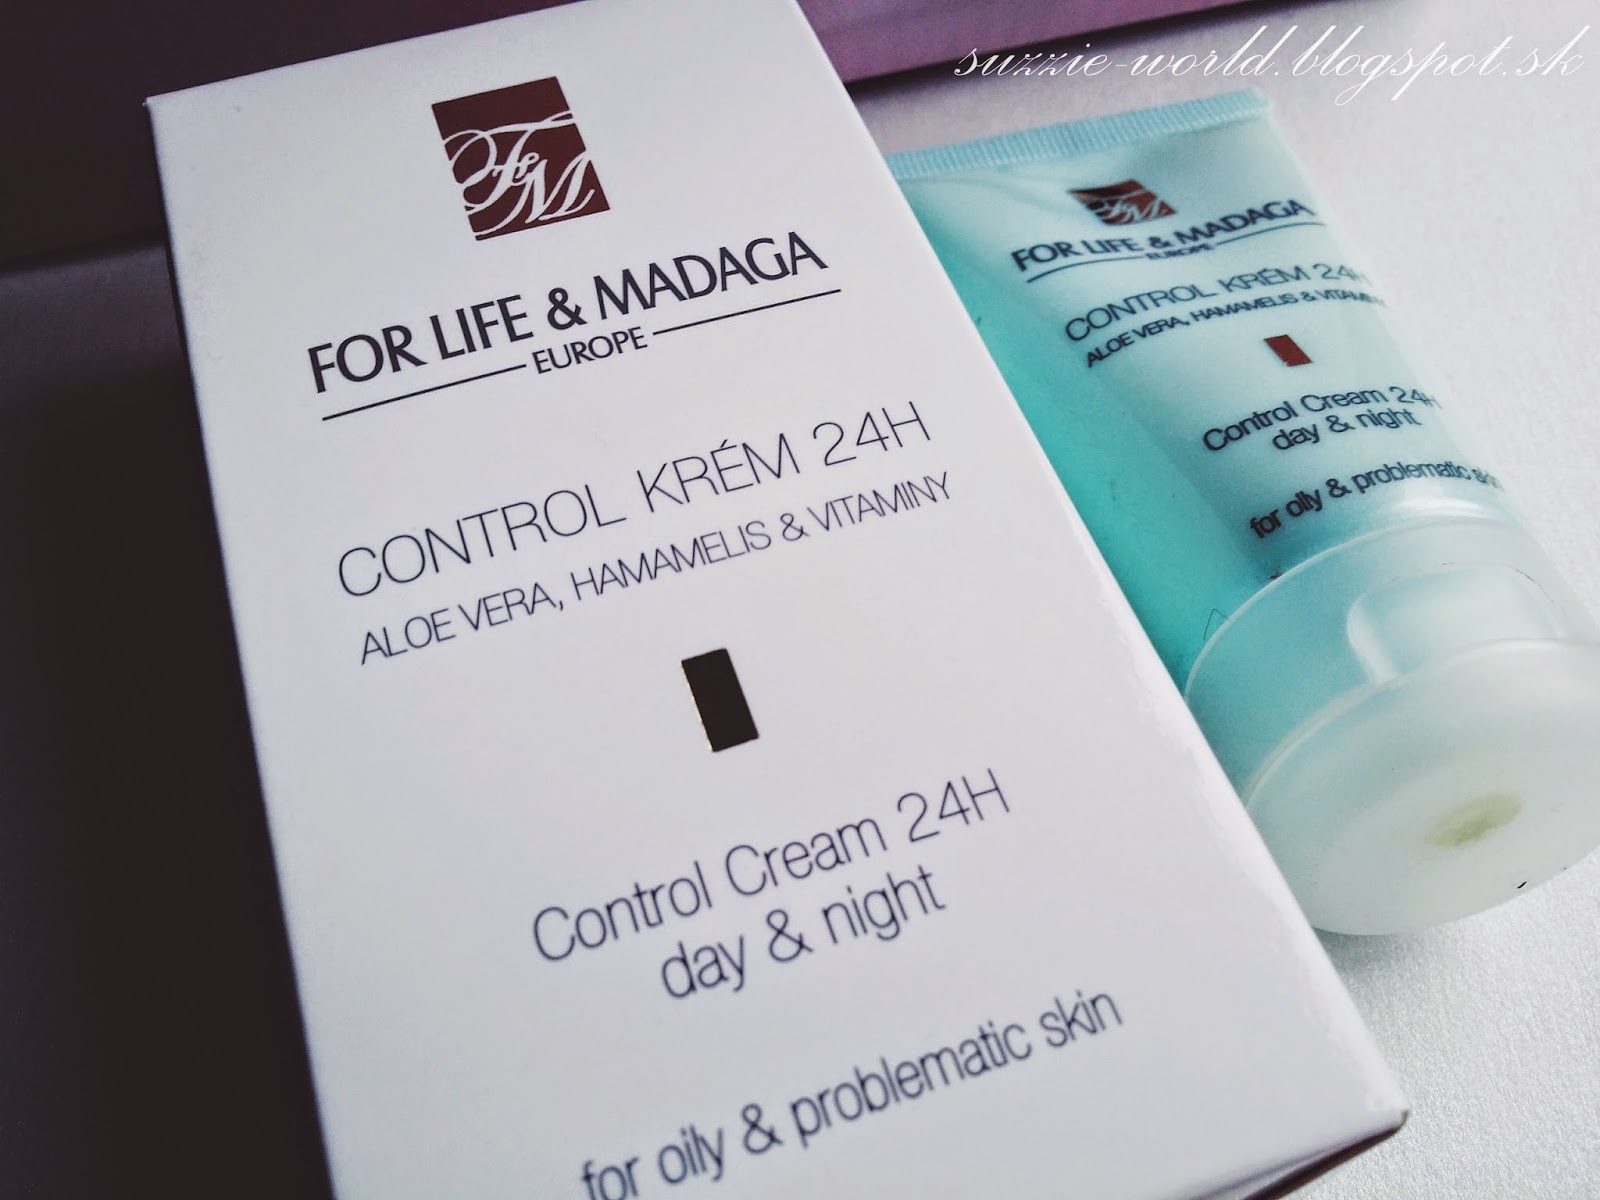 suzzie-world.blogspot.sk
FM
FOR LIFE & MADAGA
EUROPE
CONTROL KRÉM 24H
ALOE VERA, HAMAMELIS & VITAMINY
Control Cream 24H
day & night
for oily & problematic skin
FM
FOR LIFE & MADAGA
EUROPE
CONTROL KRÉM 24H
ALOE VERA, HAMAMELIS & VITAMINY
Control Cream 24H
day & night
for oily & problematic skin